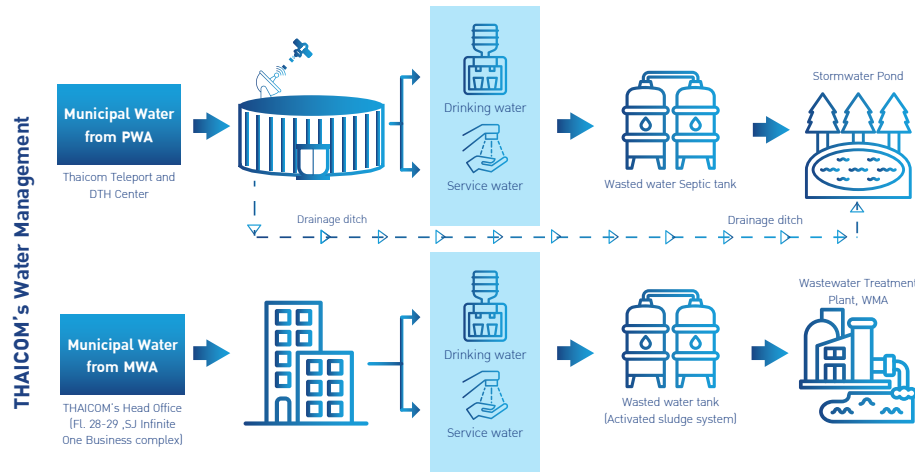 THAICOM's Water Management
Municipal Water
from PWA
Thaicom Teleport and
DTH Center
Drinking water
Service water
Wasted water Septic tank
Stormwater Pond
Drainage ditch
Drainage ditch
Municipal Water
from MWA
THAICOM's Head Office
(Fl. 28-29 ,SJ Infinite
One Business complex)
Drinking water
Service water
Wasted water tank
(Activated sludge system)
Wastewater Treatment
Plant, WMA